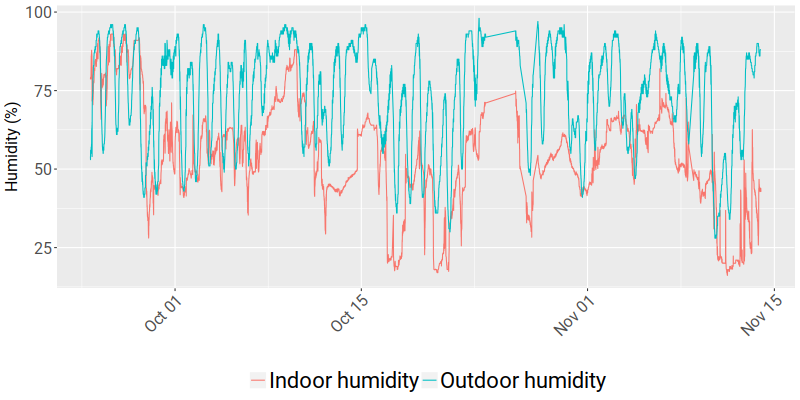 Humidity (%)
100
75
50
25
Oct 01
Oct 15
Nov 01
Nov 15
Indoor humidity
Outdoor humidity